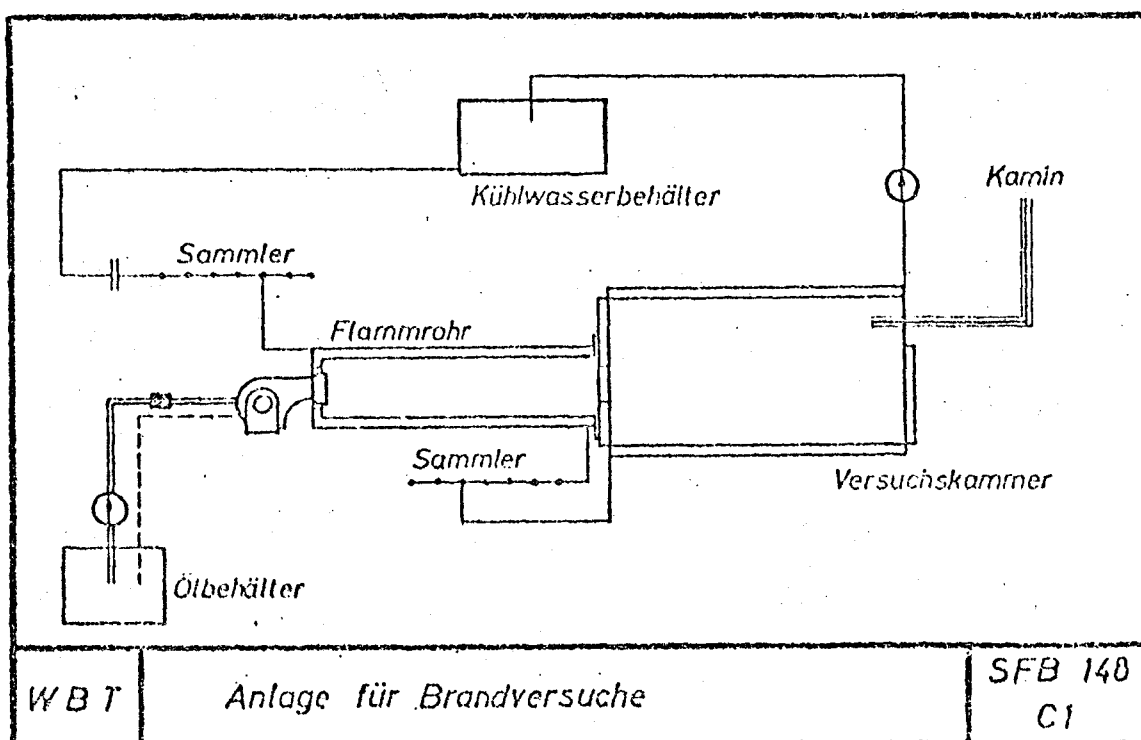 Kühlwasserbehälter
Kamin
Sammler
Flammrohr
Sammler
Versuchskammer
Ölbehälter
WBT
Anlage für Brandversuche
SFB 148
C1